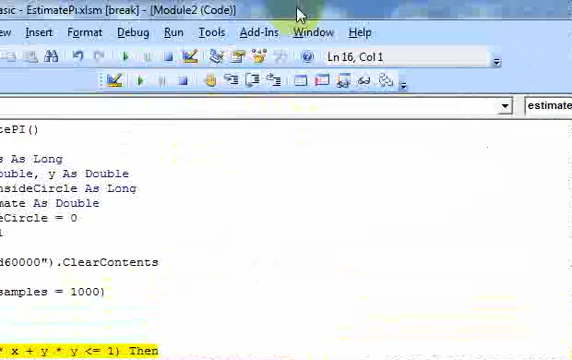 asic - EstimatePi.xlsm [break] - [Module2 (Code)]
ew Insert Format Debug Run Tools Add-Ins Window Help
Ln 16, Col 1
estimate
atePI()
s As Long
ouble, y As Double
nsideCircle As Long
mate As Double
eCircle = 0
1
d60000").ClearContents
samples = 1000)
* x + y * y <= 1) Then